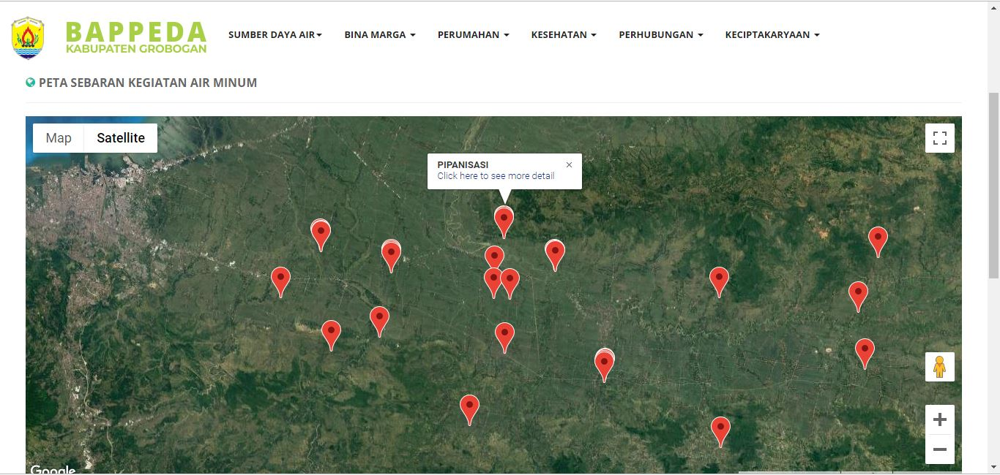 BAPPEDA
KABUPATEN GROBOGAN
SUMBER DAYA AIR BINA MARGA PERUMAHAN KESEHATAN PERHUBUNGAN KECIPTAKARYAAN
PETA SEBARAN KEGIATAN AIR MINUM
Map Satellite
PIPANISASI
Click here to see more detail
Google